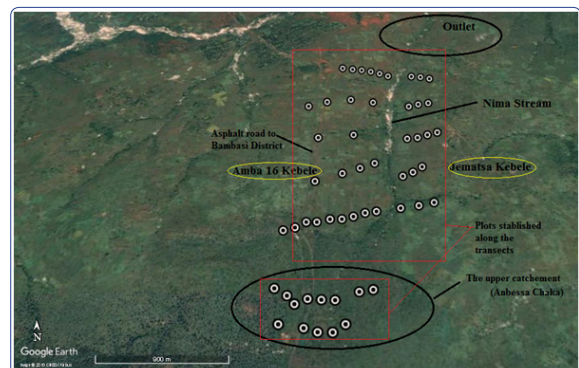 Outlet
Nima Stream
Asphalt road to
Bambasi District
Amba 16 Kebele
Jematsa Kebele
Plots stablished
along the
transects
The upper catchement
(Anbessa Chaka)
N
Google Earth
900 m